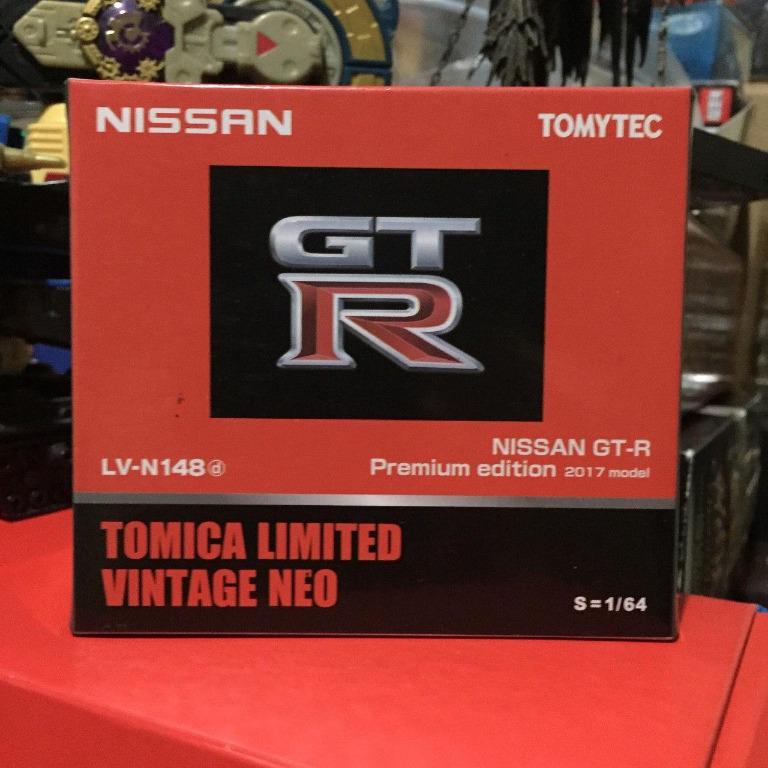 NISSAN
TOMYTEC
GT
R
NISSAN GT-R
LV-N148ⓓ
Premium edition 2017 model
TOMICA LIMITED
VINTAGE NEO
S=1/64